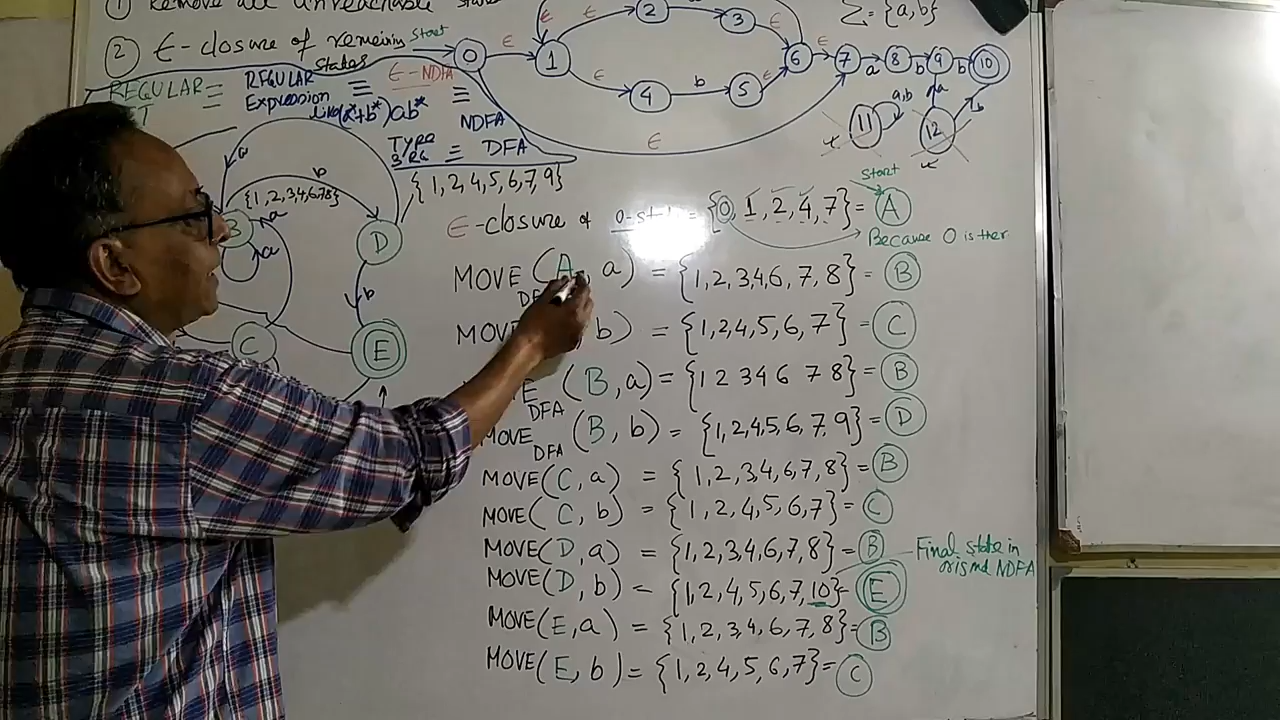 ① Remove all unreachable states
② ϵ-closure of remaining states
REGULAR ≡ REGULAR Expression ≡ ϵ-NDFA ≡ NDFA
ab*
TYPE 3 RG ≡ DFA
Σ = {a,b}
start
0 ϵ 1 ϵ 2 3 ϵ 6 ϵ 7 a 8 b 9 b 10
ϵ 4 b 5 ϵ
ϵ
11 a,b
12 a b
{1,2,3,4,6,7,8}
{1,2,4,5,6,7,9}
a b
B a a D
b
C E
ϵ-closure of = {0,1,2,4,7} = A
start
Because 0 is ther
MOVE (A, a) = {1,2,3,4,6,7,8} = B
b) = {1,2,4,5,6,7} = C
(B,a) = {1 2 3 4 6 7 8} = B
DFA
MOVE DFA (B,b) = {1,2,4,5,6,7,9} = D
MOVE(C,a) = {1,2,3,4,6,7,8} = B
MOVE(C,b) = {1,2,4,5,6,7} = C
MOVE(D,a) = {1,2,3,4,6,7,8} = B
MOVE(D,b) = {1,2,4,5,6,7,10} = E
Final state in
NDFA
MOVE(E,a) = {1,2,3,4,6,7,8} = B
MOVE(E,b) = {1,2,4,5,6,7} = C